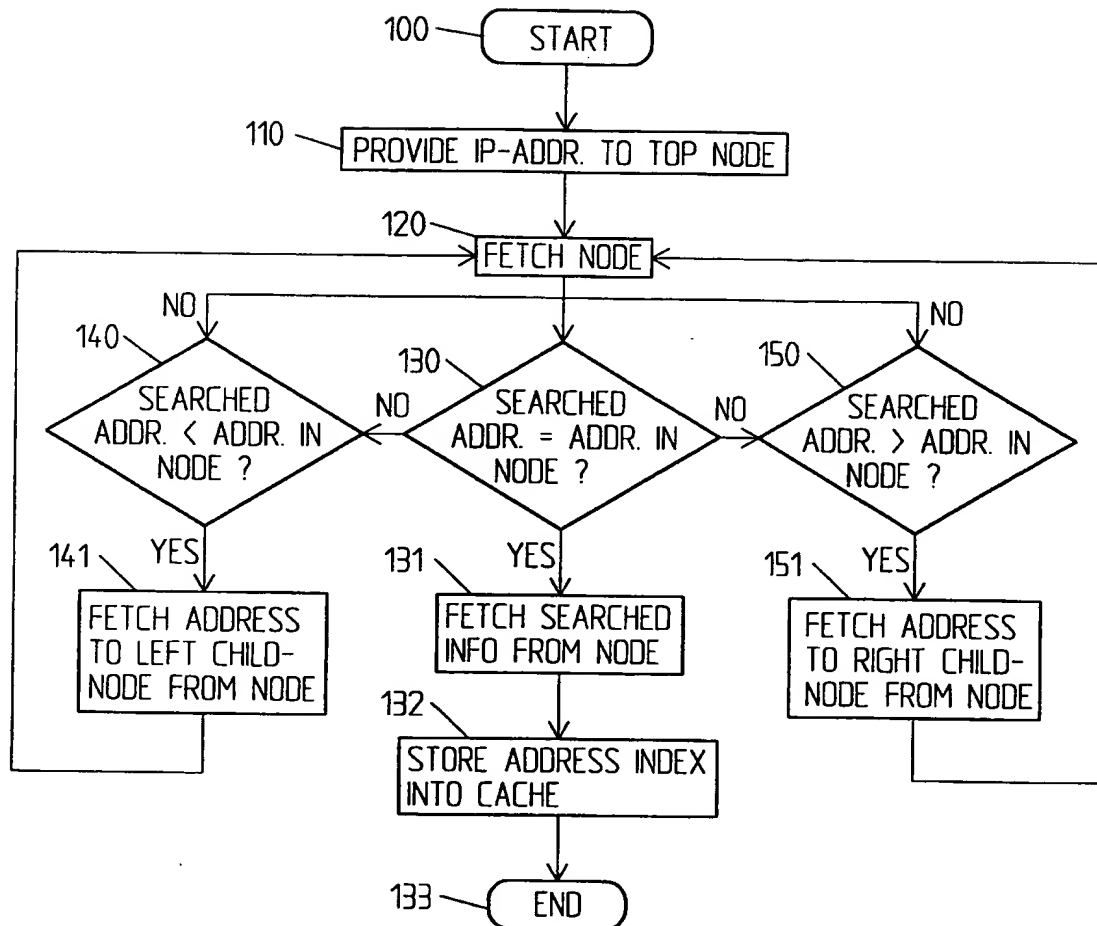 100
START
110
PROVIDE IP-ADDR. TO TOP NODE
120
FETCH NODE
NO
NO
140
SEARCHED
ADDR. < ADDR. IN
NODE ?
NO
130
SEARCHED
ADDR. = ADDR. IN
NODE ?
NO
150
SEARCHED
ADDR. > ADDR. IN
NODE ?
YES
141
FETCH ADDRESS
TO LEFT CHILD-
NODE FROM NODE
YES
131
FETCH SEARCHED
INFO FROM NODE
YES
151
FETCH ADDRESS
TO RIGHT CHILD-
NODE FROM NODE
132
STORE ADDRESS INDEX
INTO CACHE
133
END